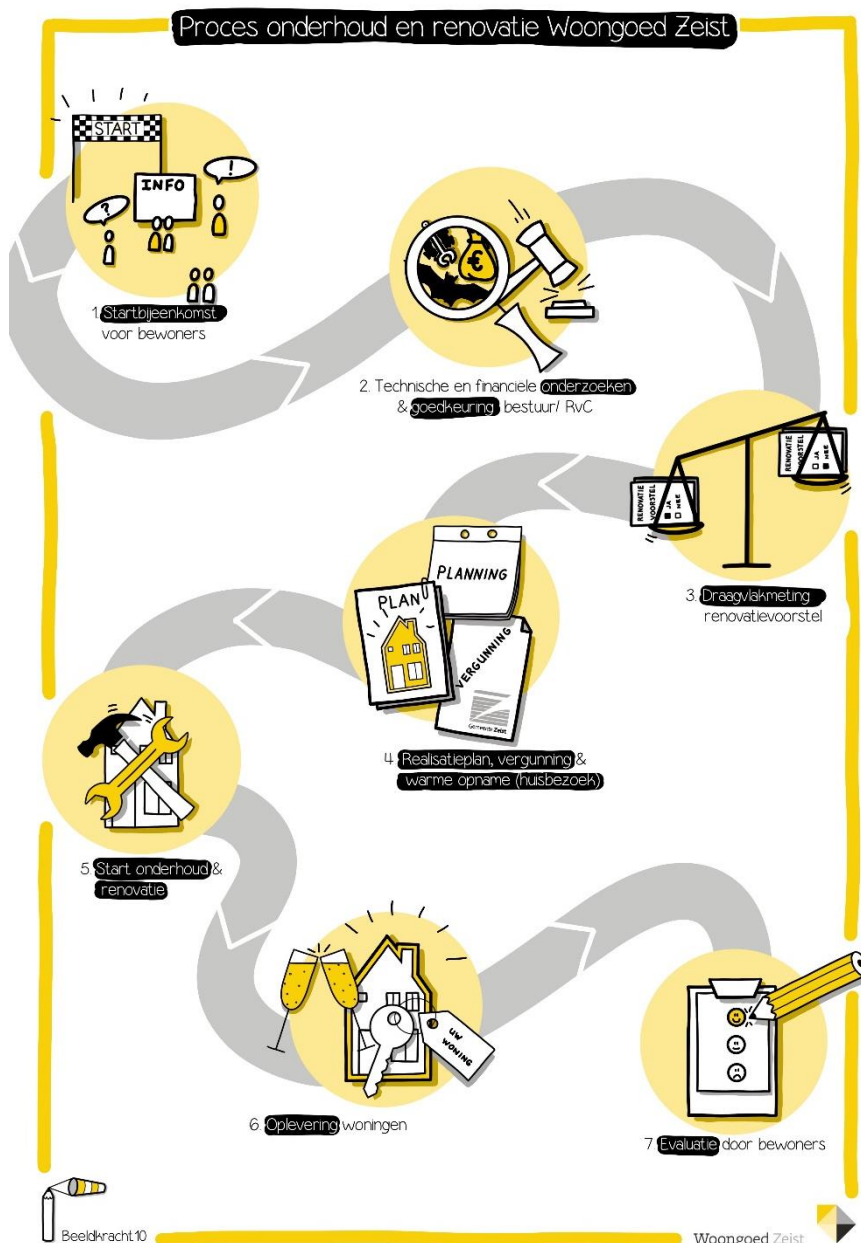 Proces onderhoud en renovatie Woongoed Zeist
START
INFO
?
!
1. Startbijeenkomst
voor bewoners
€
2. Technische en financiële onderzoeken
& goedkeuring bestuur/ RvC
RENOVATIE
VOORSTEL
JA
NEE
RENOVATIE
VOORSTEL
JA
NEE
3. Draagvlakmeting
renovatievoorstel
PLANNING
PLAN
VERGUNNING
Gemeente Zeist
4. Realisatieplan, vergunning &
warme opname (huisbezoek)
5. Start onderhoud &
renovatie
UW
WONING
6. Oplevering woningen
7. Evaluatie door bewoners
Beeldkracht10
Woongoed Zeist